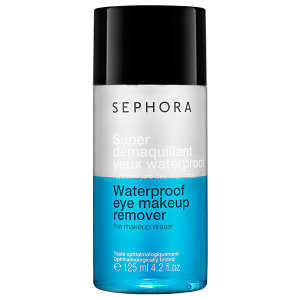 SEPHORA
Super
démaquillant
yeux waterproof
Waterproof
eye makeup
remover
the makeup eraser
Testé ophtalmologiquement
Ophthalmologically tested
℮ 125 ml 4.2 fl.oz